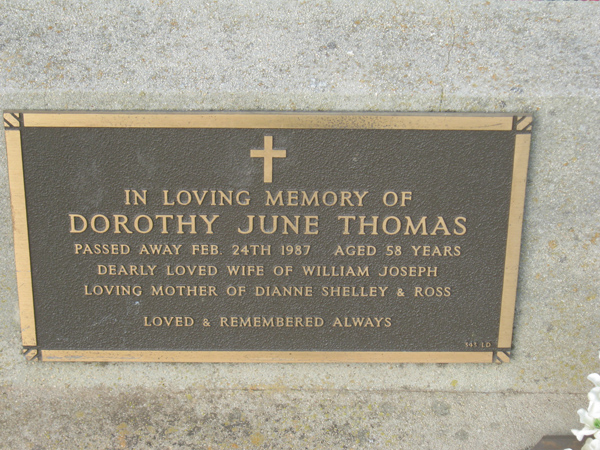 IN LOVING MEMORY OF
DOROTHY JUNE THOMAS
PASSED AWAY FEB. 24TH 1987 AGED 58 YEARS
DEARLY LOVED WIFE OF WILLIAM JOSEPH
LOVING MOTHER OF DIANNE SHELLEY & ROSS
LOVED & REMEMBERED ALWAYS